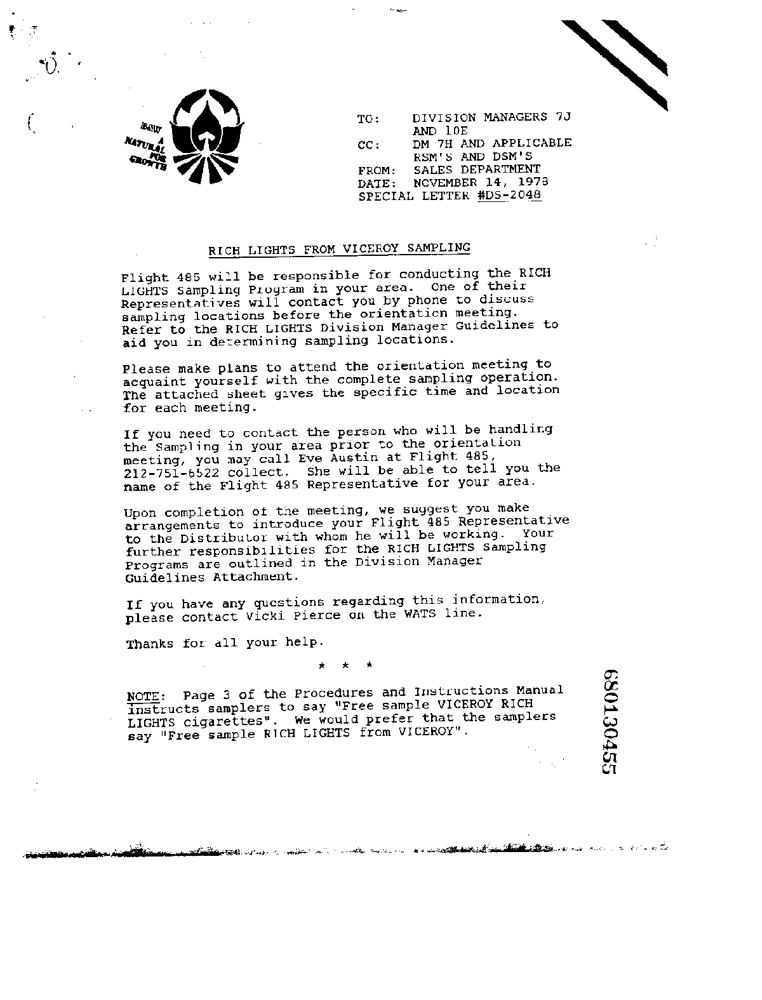 B&W
A
NATURAL
FOR
GROWTH
TO: DIVISION MANAGERS 7J
AND 10E
CC: DM 7H AND APPLICABLE
RSM'S AND DSM'S
FROM: SALES DEPARTMENT
DATE: NOVEMBER 14, 1978
SPECIAL LETTER #DS-2048
RICH LIGHTS FROM VICEROY SAMPLING
Flight 485 will be responsible for conducting the RICH
LIGHTS Sampling Program in your area. One of their
Representatives will contact you by phone to discuss
sampling locations before the orientation meeting.
Refer to the RICH LIGHTS Division Manager Guidelines to
aid you in determining sampling locations.
Please make plans to attend the orientation meeting to
acquaint yourself with the complete sampling operation.
The attached sheet gives the specific time and location
for each meeting.
If you need to contact the person who will be handling
the Sampling in your area prior to the orientation
meeting, you may call Eve Austin at Flight 485,
212-751-6522 collect. She will be able to tell you the
name of the Flight 485 Representative for your area.
Upon completion of the meeting, we suggest you make
arrangements to introduce your Flight 485 Representative
to the Distributor with whom he will be working. Your
further responsibilities for the RICH LIGHTS Sampling
Programs are outlined in the Division Manager
Guidelines Attachment.
If you have any questions regarding this information,
please contact Vicki Pierce on the WATS line.
Thanks for all your help.
* * *
NOTE: Page 3 of the Procedures and Instructions Manual
instructs samplers to say "Free sample VICEROY RICH
LIGHTS cigarettes". We would prefer that the samplers
say "Free sample RICH LIGHTS from VICEROY".
680130455